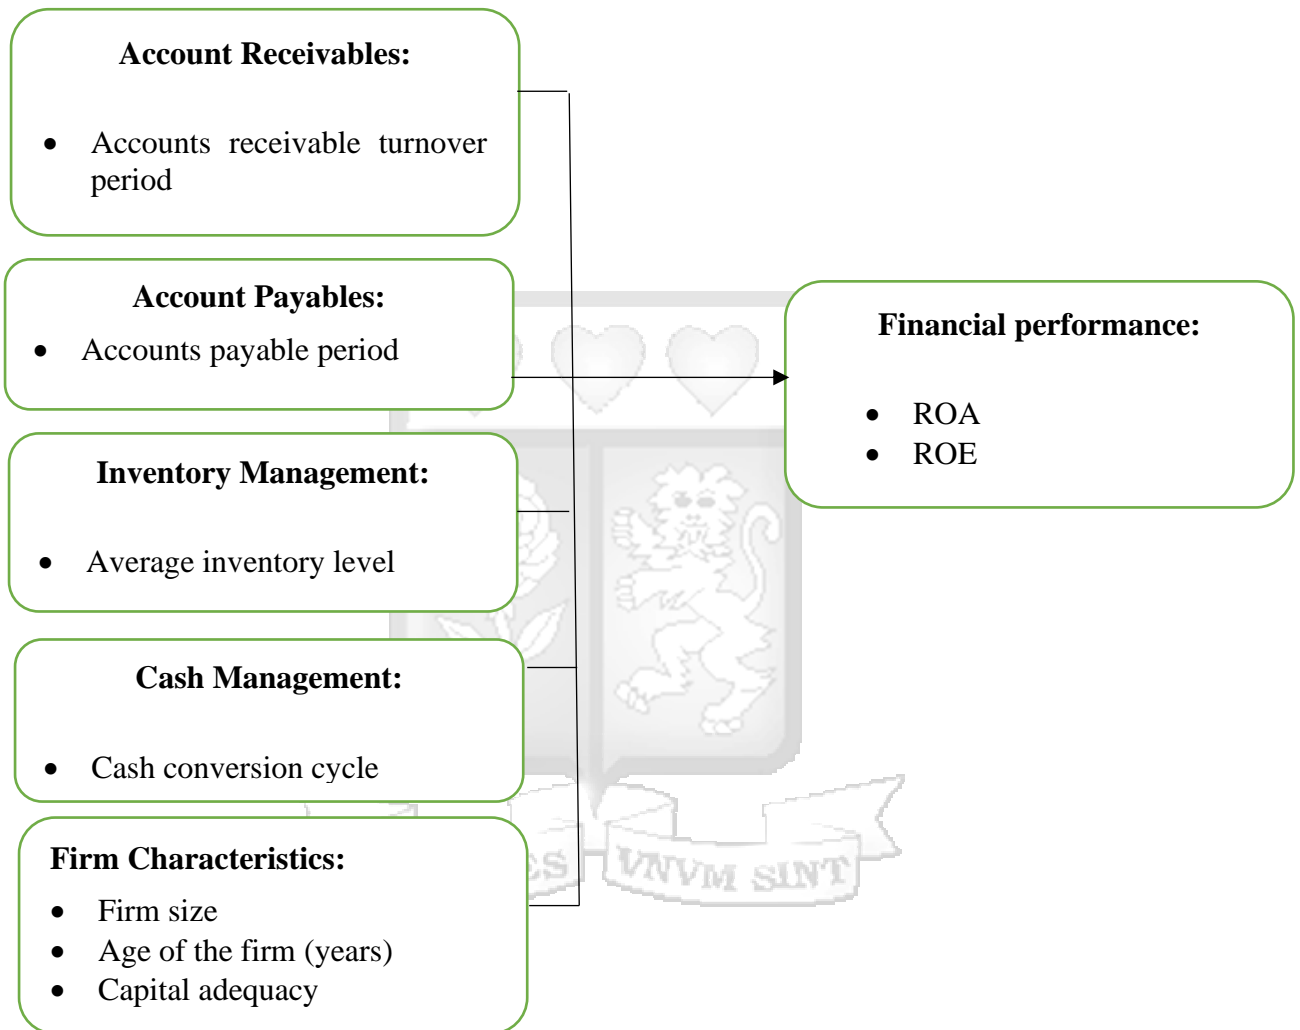 Account Receivables:
• Accounts receivable turnover
period
Account Payables:
• Accounts payable period
Financial performance:
• ROA
• ROE
Inventory Management:
• Average inventory level
Cash Management:
• Cash conversion cycle
Firm Characteristics:
• Firm size
• Age of the firm (years)
• Capital adequacy
VNVM SINT